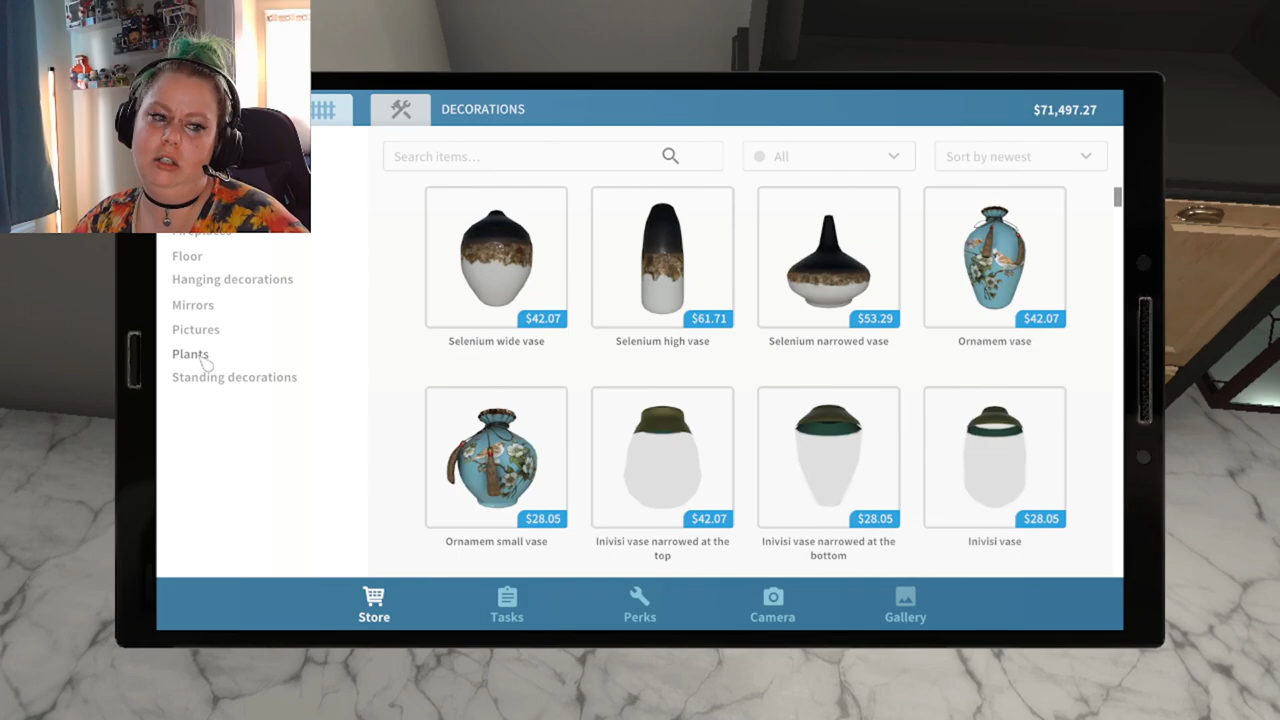 DECORATIONS
$71,497.27
Search items...
All
Sort by newest
Fireplaces
Floor
Hanging decorations
Mirrors
Pictures
Plants
Standing decorations
$42.07
$61.71
$53.29
$42.07
Selenium wide vase
Selenium high vase
Selenium narrowed vase
Ornamem vase
$28.05
$42.07
$28.05
$28.05
Ornamem small vase
Inivisi vase narrowed at the
top
Inivisi vase narrowed at the
bottom
Inivisi vase
Store
Tasks
Perks
Camera
Gallery